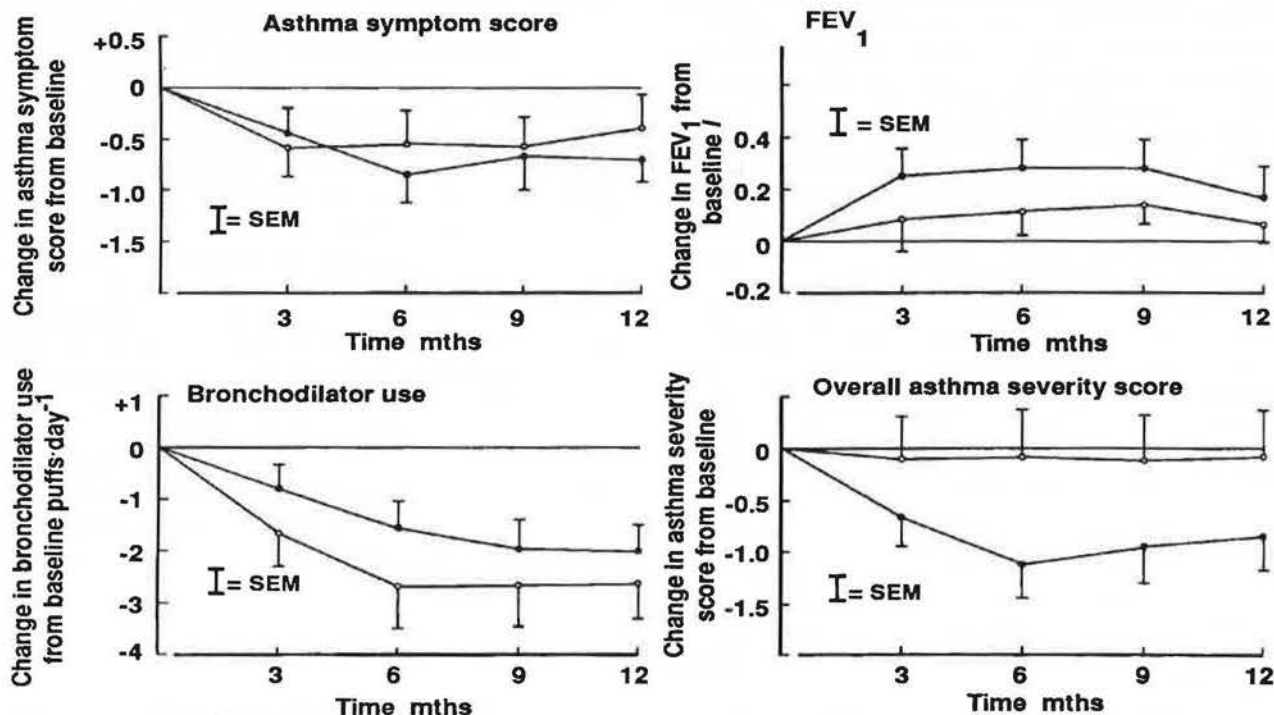 Asthma symptom score
Change in asthma symptom
score from baseline
+0.5
0
-0.5
-1.0
-1.5
I = SEM
3 6 9 12
Time mths
FEV1
Change In FEV1 from
baseline l
0.4
0.2
0
-0.2
I = SEM
3 6 9 12
Time mths
Bronchodilator use
Change in bronchodilator use
from baseline puffs·day-1
+1
0
-1
-2
-3
-4
I = SEM
3 6 9 12
Time mths
Overall asthma severity score
Change in asthma severity
score from baseline
0
-0.5
-1.0
-1.5
I = SEM
3 6 9 12
Time mths